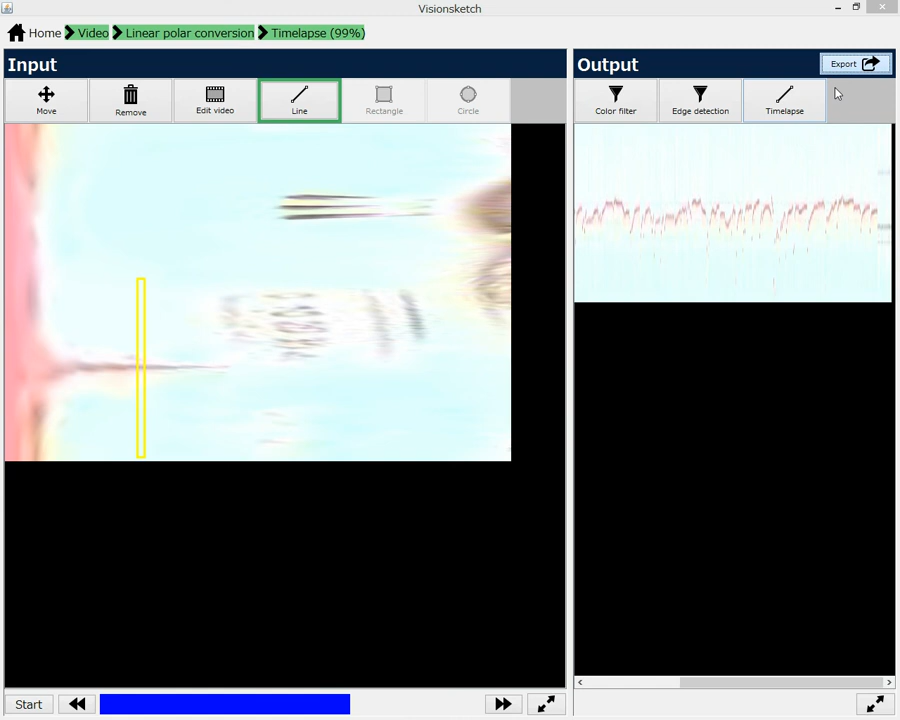 Visionsketch
Home Video Linear polar conversion Timelapse (99%)
Input
Output
Export
Move
Remove
Edit video
Line
Rectangle
Circle
Color filter
Edge detection
Timelapse
Start